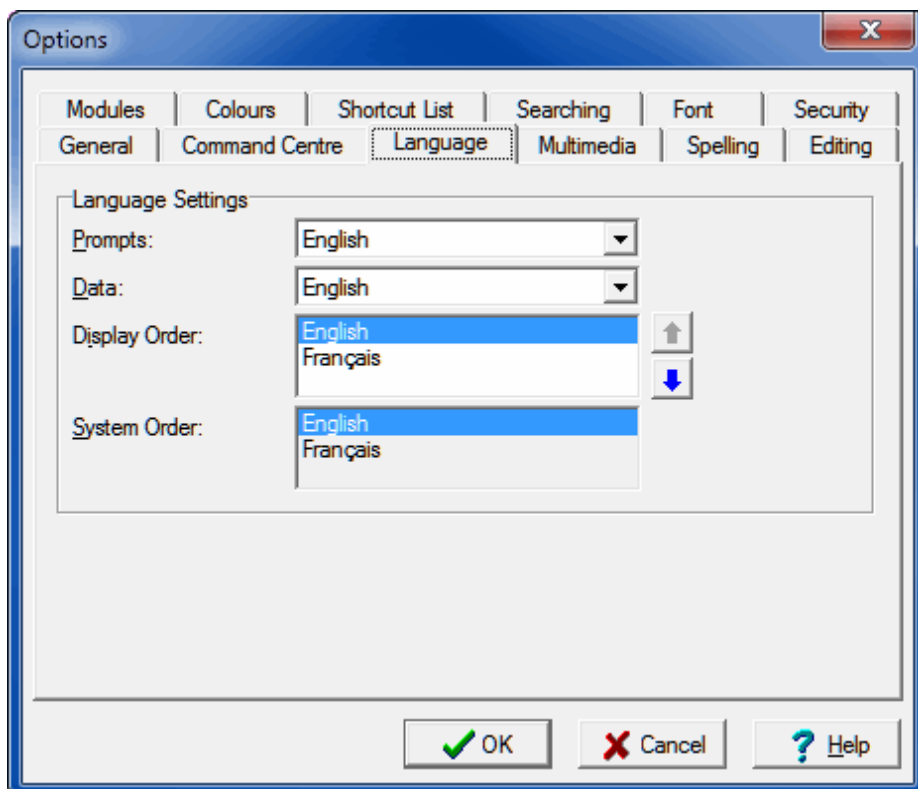 Options
Modules Colours Shortcut List Searching Font Security
General Command Centre Language Multimedia Spelling Editing
Language Settings
Prompts: English
Data: English
Display Order: English
Français
System Order: English
Français
OK Cancel Help